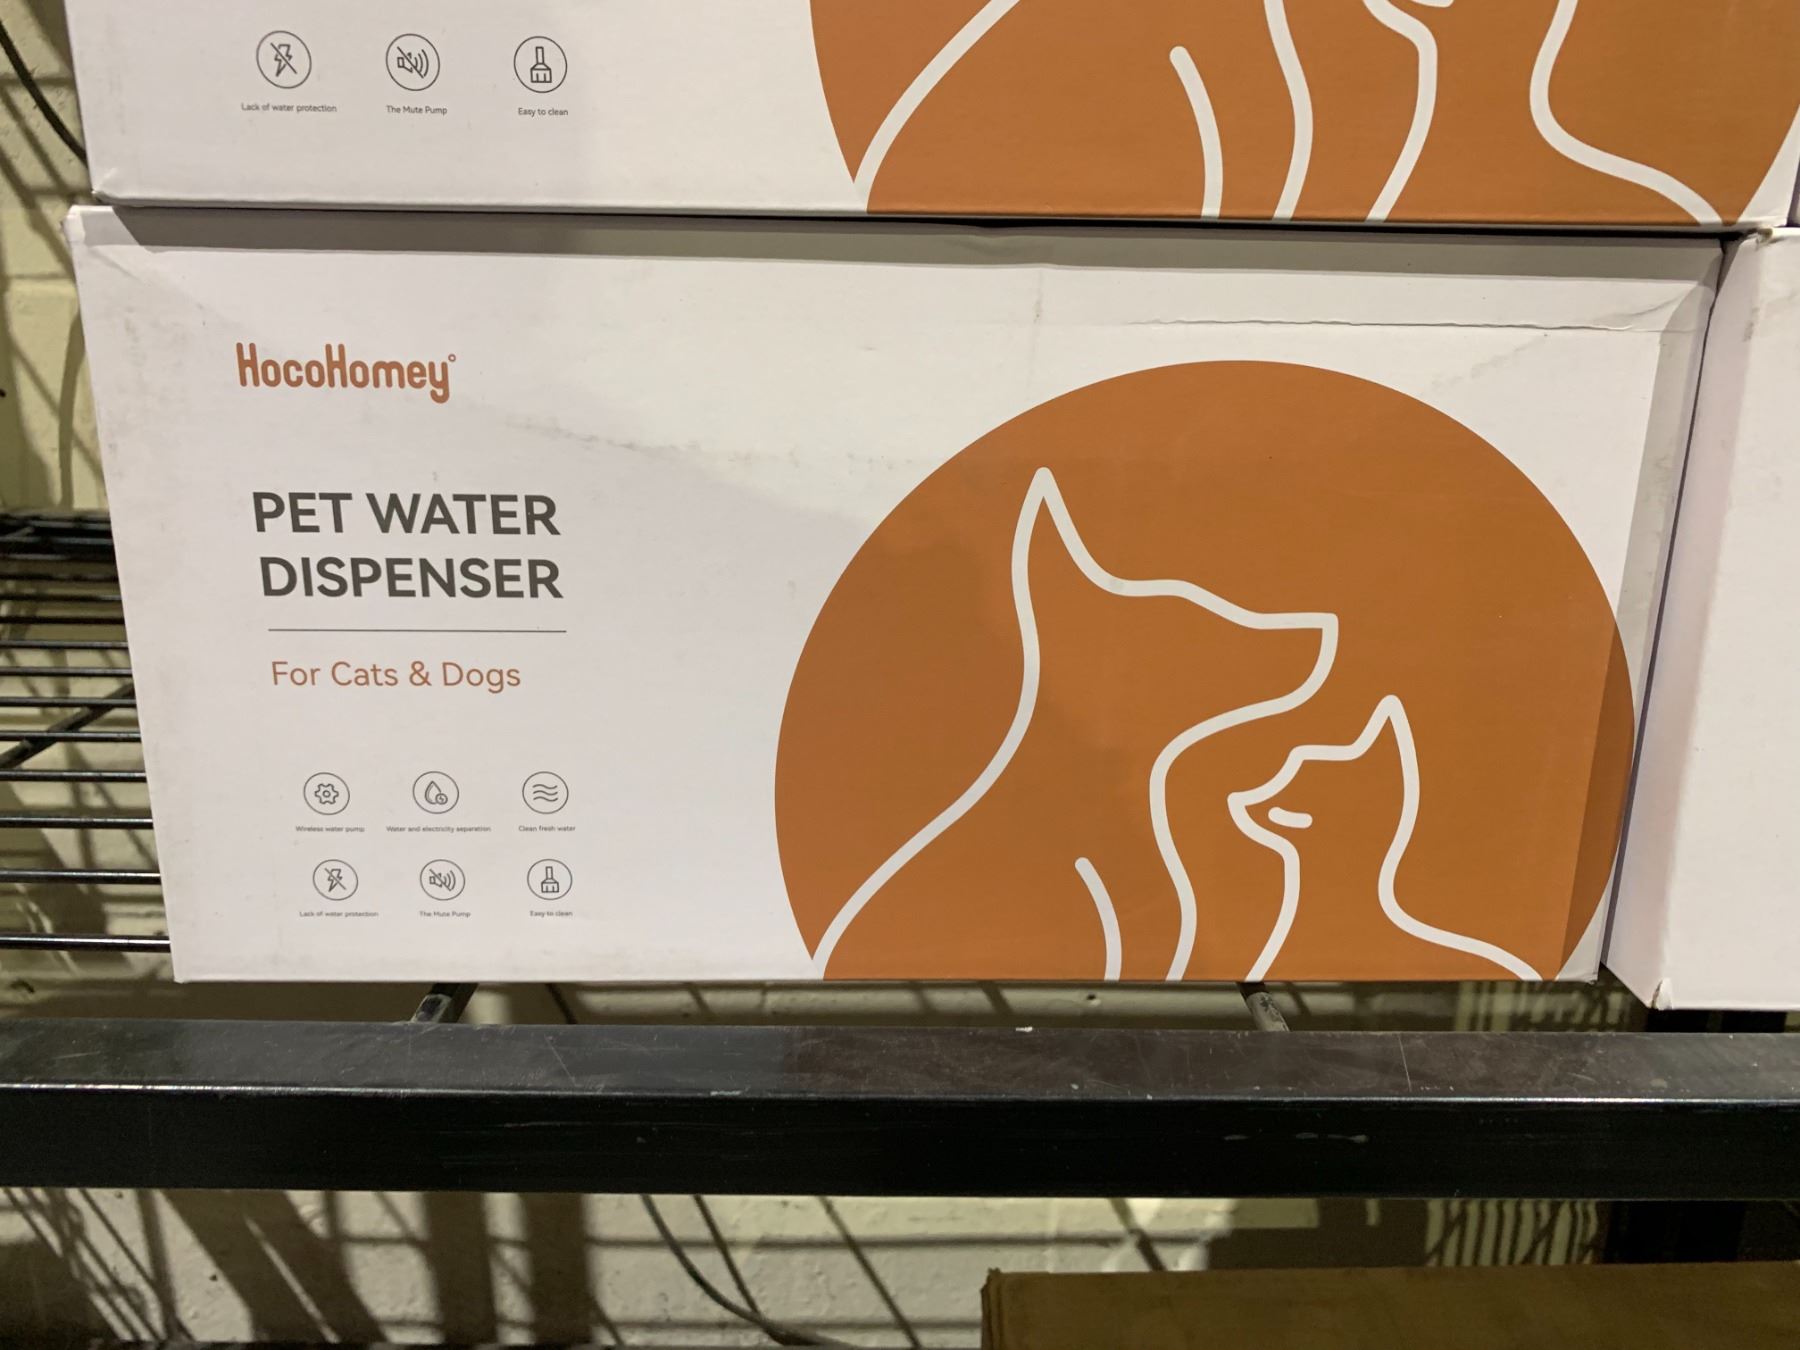 Lack of water protection The Mute Pump Easy to clean
HocoHomey
PET WATER
DISPENSER
For Cats & Dogs
Wireless water pump Water and electricity separation Clean fresh water
Lack of water protection The Mute Pump Easy to clean